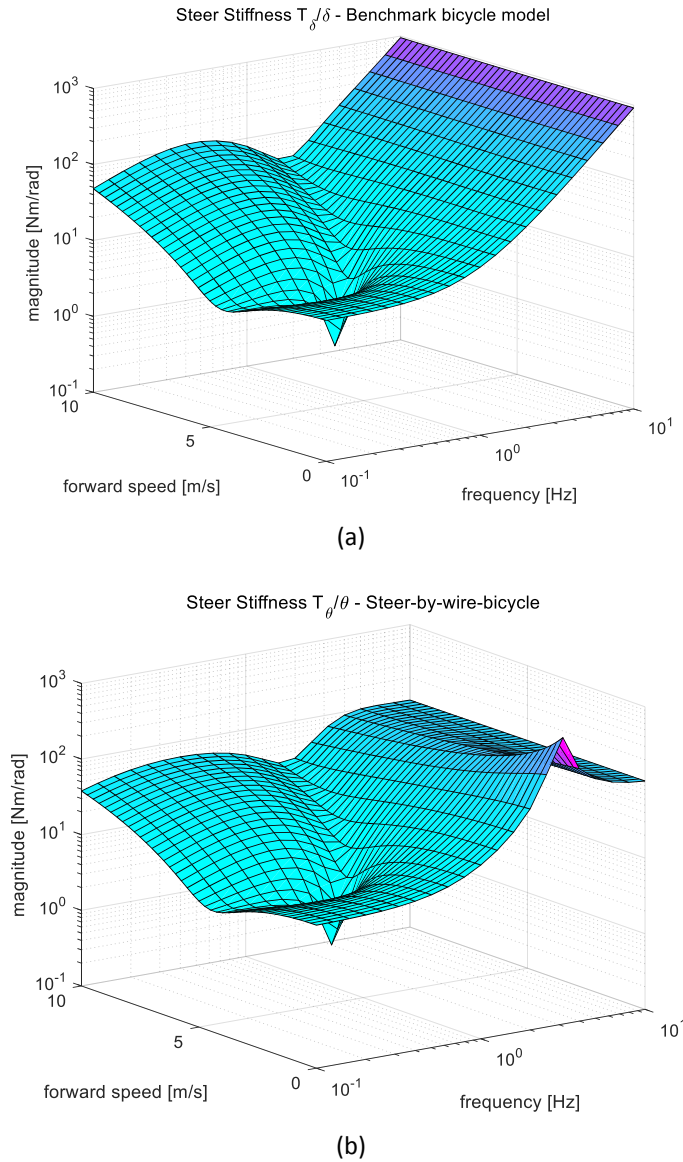 Steer Stiffness T_δ/δ - Benchmark bicycle model
10^3
10^2
10^1
10^0
10^-1
magnitude [Nm/rad]
10
5
0
forward speed [m/s]
10^-1
10^0
10^1
frequency [Hz]
(a)
Steer Stiffness T_θ/θ - Steer-by-wire-bicycle
10^3
10^2
10^1
10^0
10^-1
magnitude [Nm/rad]
10
5
0
forward speed [m/s]
10^-1
10^0
10
frequency [Hz]
(b)